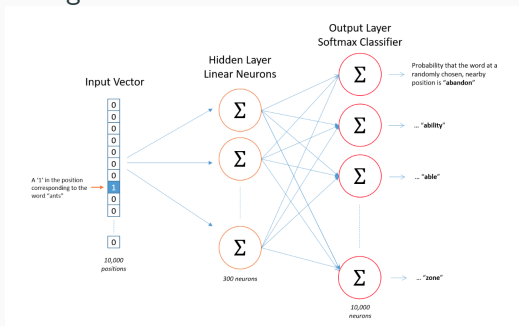 Output Layer
Softmax Classifier
Hidden Layer
Linear Neurons
Input Vector
0
0
0
0
0
0
0
1
0
0
0
A '1' in the position
corresponding to the
word "ants"
10,000
positions
Σ
Σ
Σ
300 neurons
Σ
Σ
Σ
Σ
10,000
neurons
Probability that the word at a
randomly chosen, nearby
position is "abandon"
... "ability"
... "able"
... "zone"